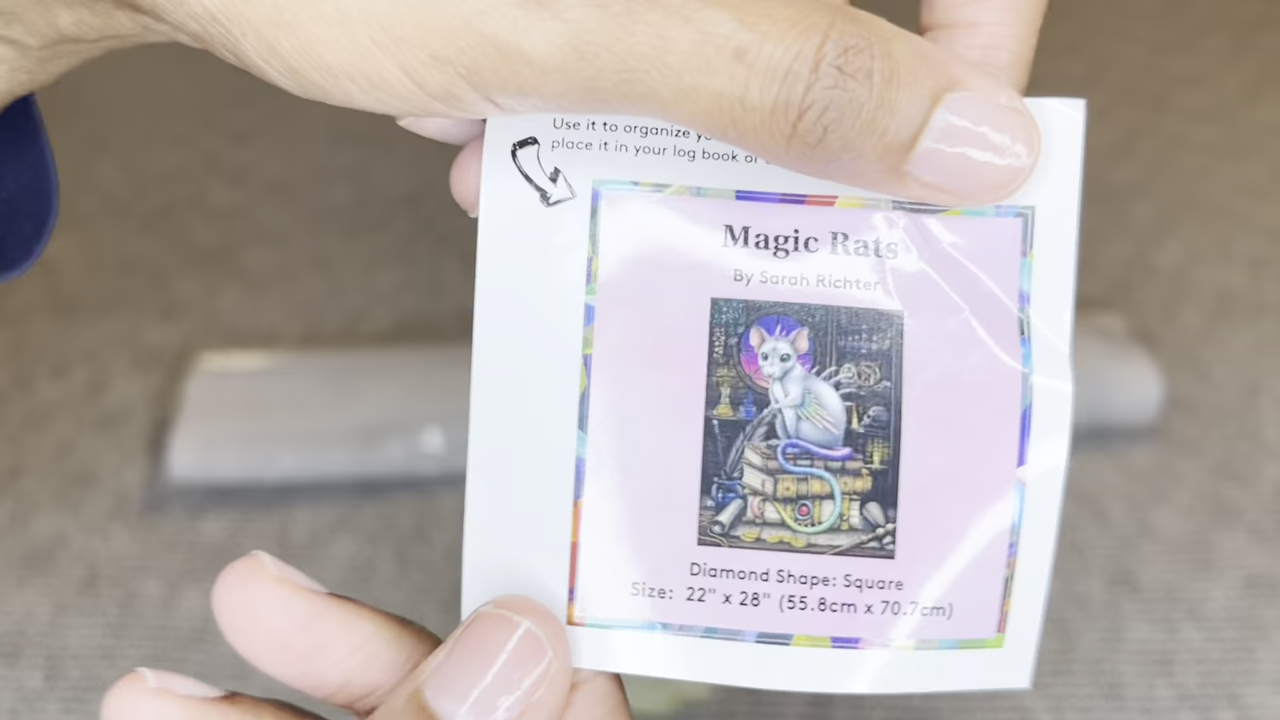 Use it to organize
place it in your log book or
Magic Rats
By Sarah Richter
Diamond Shape: Square
Size: 22" x 28" (55.8cm x 70.7cm)